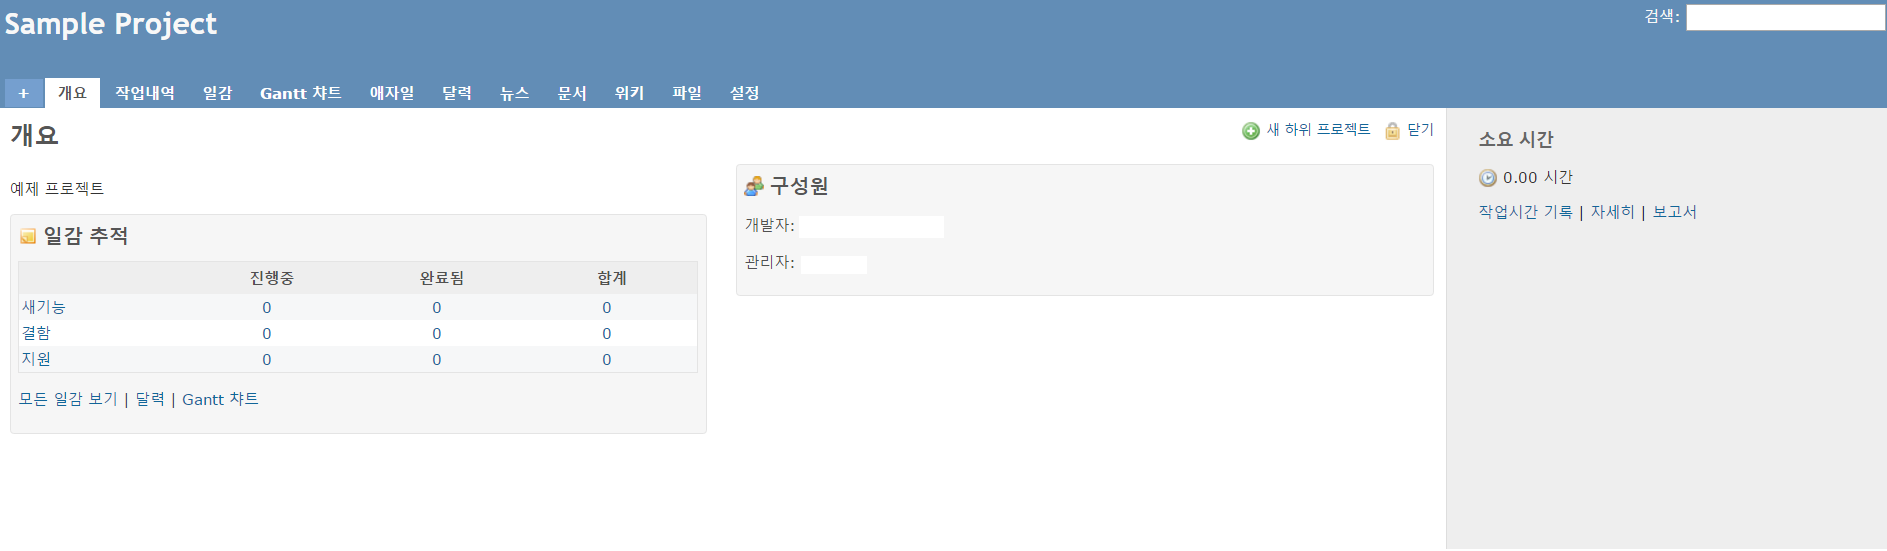 Sample Project
검색:
+ 개요 작업내역 일감 Gantt 챠트 애자일 달력 뉴스 문서 위키 파일 설정
개요
새 하위 프로젝트 닫기
예제 프로젝트
일감 추적
진행중 완료됨 합계
새기능 0 0 0
결함 0 0 0
지원 0 0 0
모든 일감 보기 | 달력 | Gantt 챠트
구성원
개발자:
관리자:
소요 시간
0.00 시간
작업시간 기록 | 자세히 | 보고서